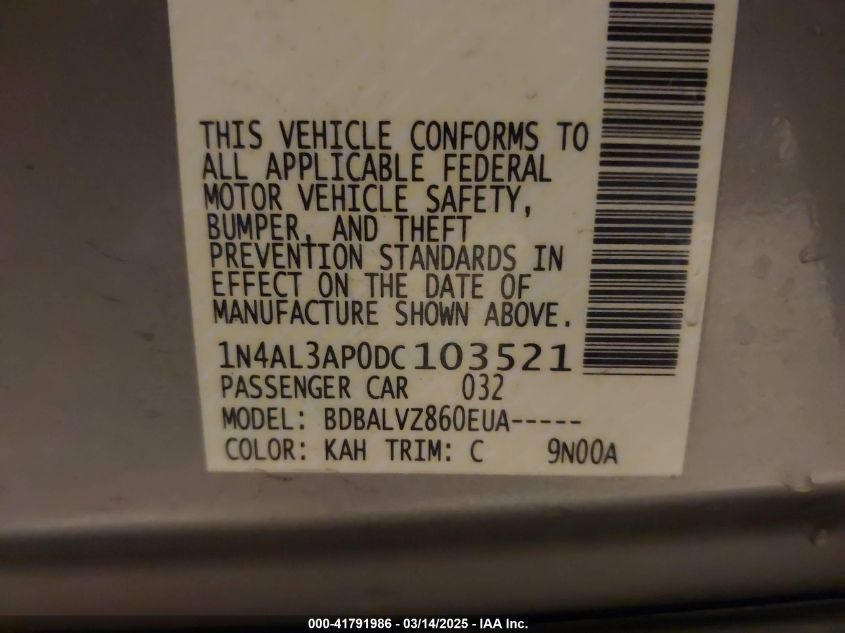 THIS VEHICLE CONFORMS TO
ALL APPLICABLE FEDERAL
MOTOR VEHICLE SAFETY,
BUMPER, AND THEFT
PREVENTION STANDARDS IN
EFFECT ON THE DATE OF
MANUFACTURE SHOWN ABOVE.
1N4AL3AP0DC103521
PASSENGER CAR 032
MODEL: BDBALVZ860EUA-----
COLOR: KAH TRIM: C 9N00A
000-41791986 - 03/14/2025 - IAA Inc.